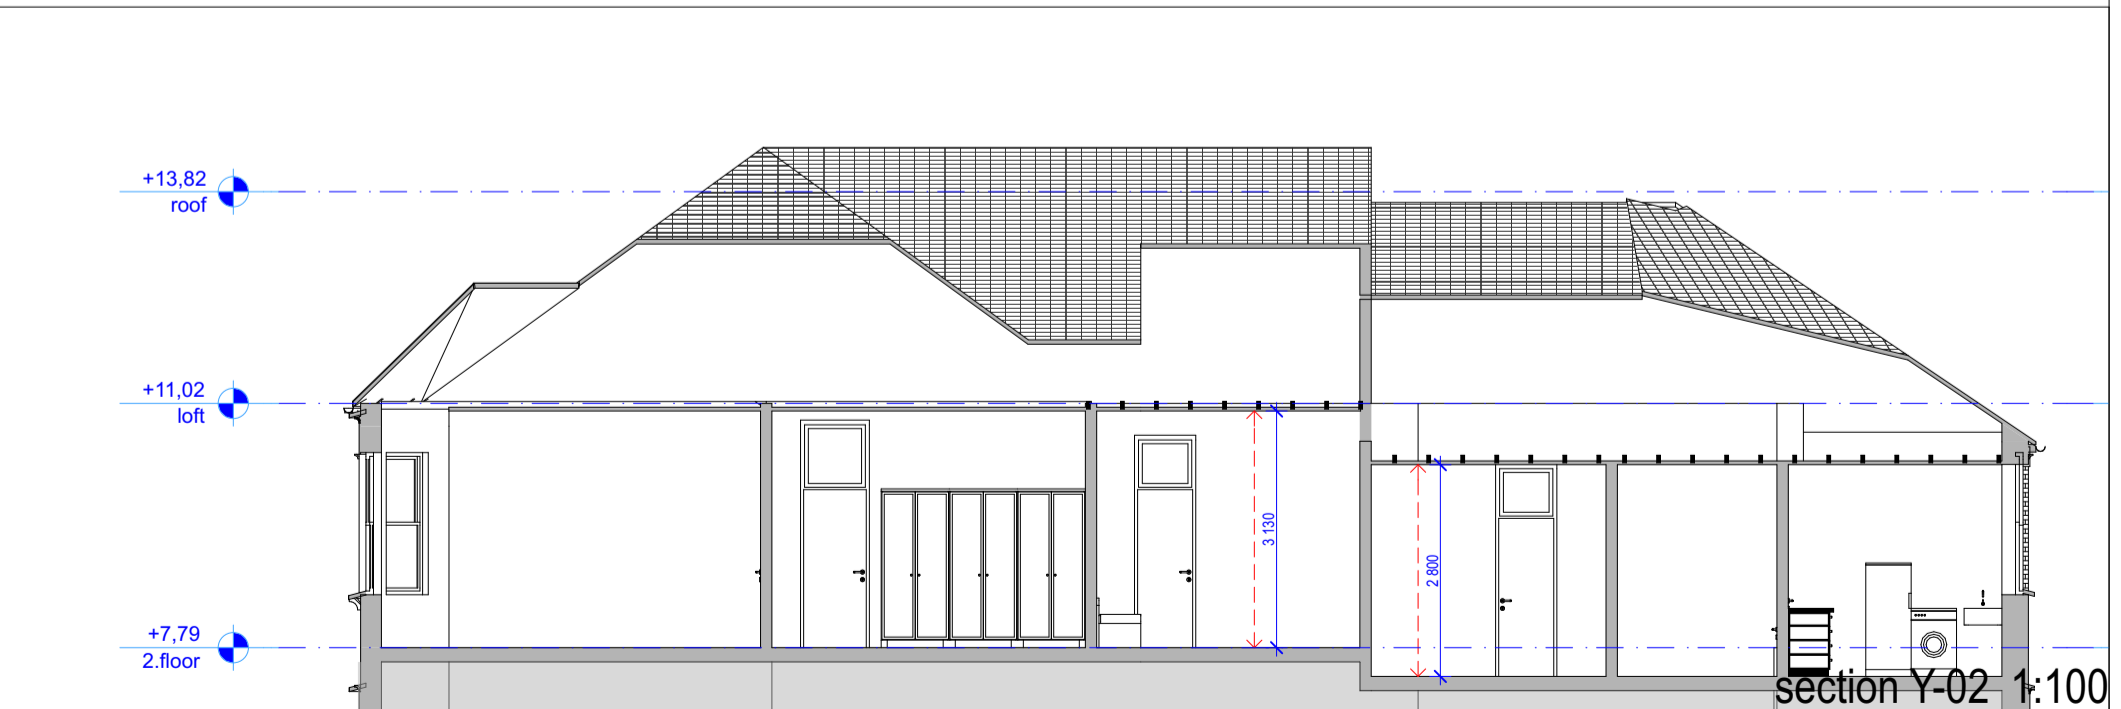 +13,82
roof
+11,02
loft
3 130
2 800
+7,79
2.floor
section Y-02 1:100